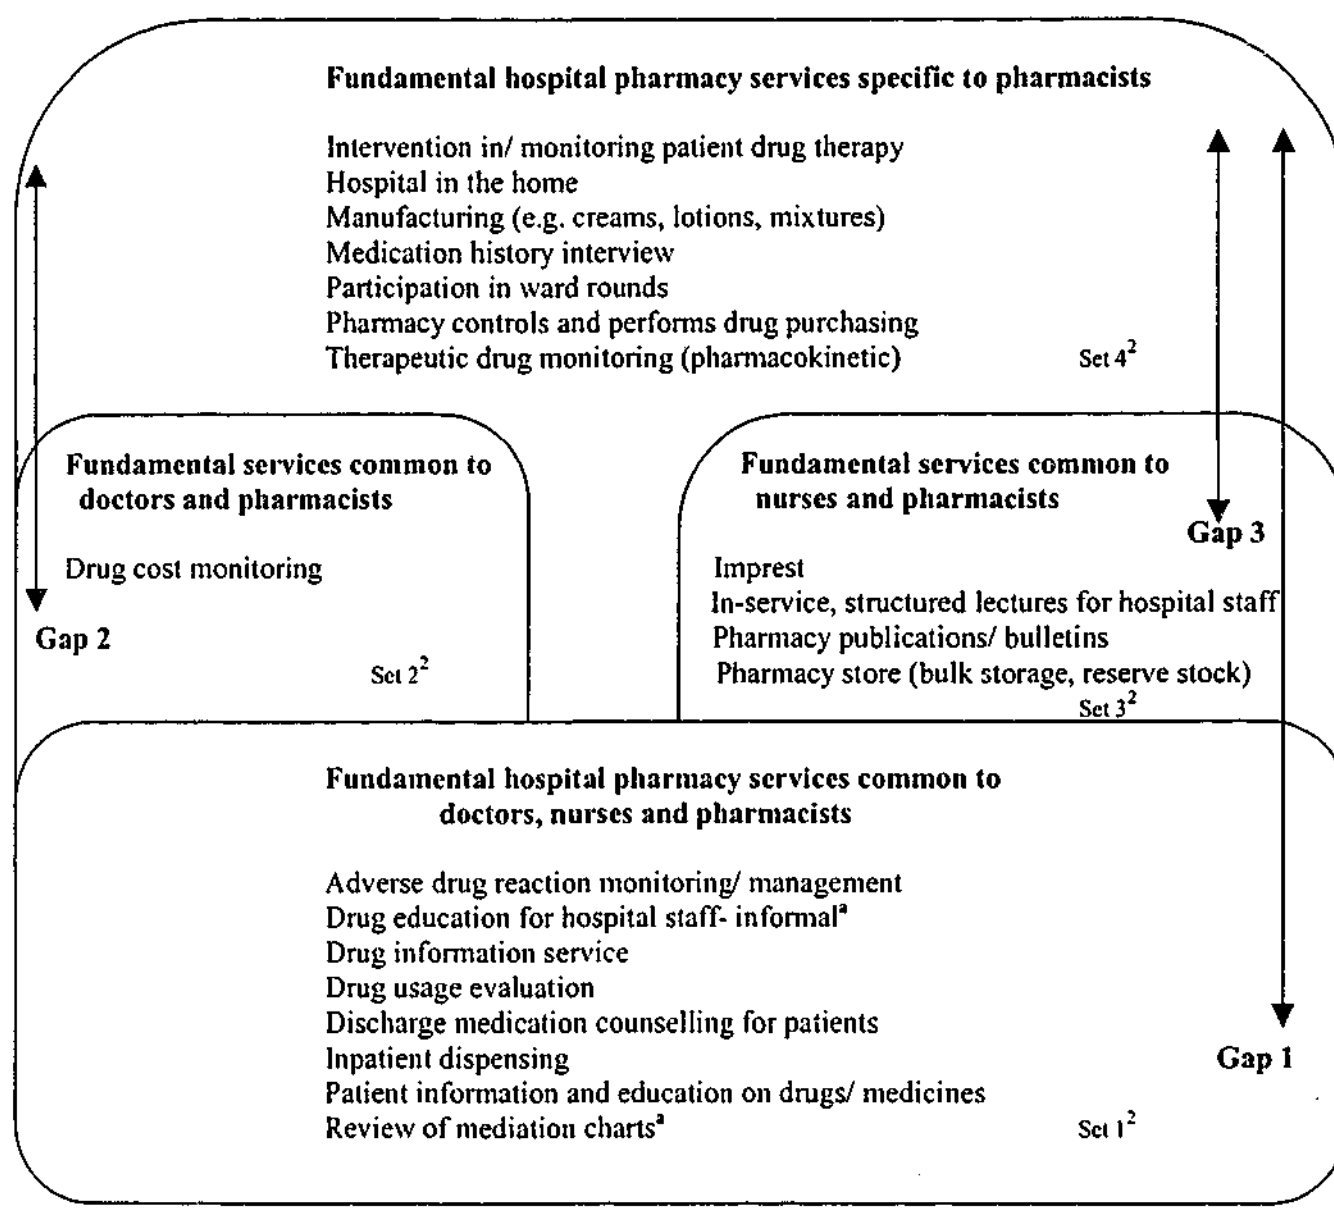 Fundamental hospital pharmacy services specific to pharmacists
Intervention in/ monitoring patient drug therapy
Hospital in the home
Manufacturing (e.g. creams, lotions, mixtures)
Medication history interview
Participation in ward rounds
Pharmacy controls and performs drug purchasing
Therapeutic drug monitoring (pharmacokinetic)
Set 4²
Fundamental services common to
doctors and pharmacists
Drug cost monitoring
Gap 2
Set 2²
Fundamental services common to
nurses and pharmacists
Gap 3
Imprest
In-service, structured lectures for hospital staff
Pharmacy publications/ bulletins
Pharmacy store (bulk storage, reserve stock)
Set 3²
Fundamental hospital pharmacy services common to
doctors, nurses and pharmacists
Adverse drug reaction monitoring/ management
Drug education for hospital staff- informalª
Drug information service
Drug usage evaluation
Discharge medication counselling for patients
Inpatient dispensing
Gap 1
Patient information and education on drugs/ medicines
Review of mediation chartsª
Set 1²